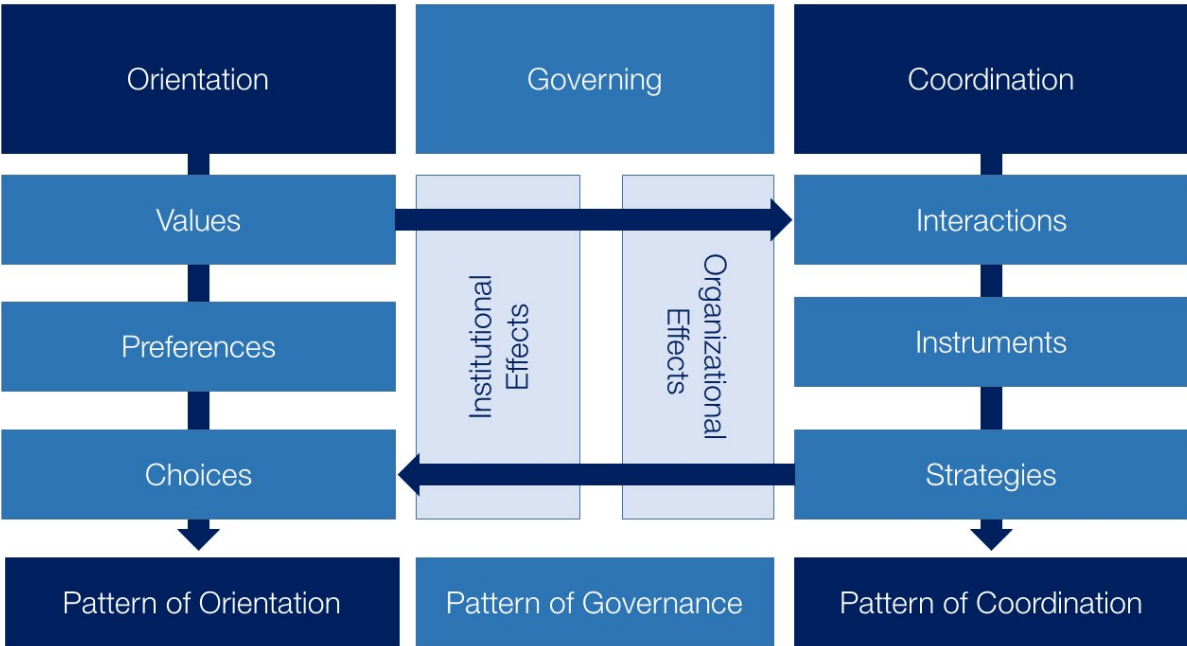 Orientation
Governing
Coordination
Values
Interactions
Institutional
Effects
Organizational
Effects
Preferences
Instruments
Choices
Strategies
Pattern of Orientation
Pattern of Governance
Pattern of Coordination